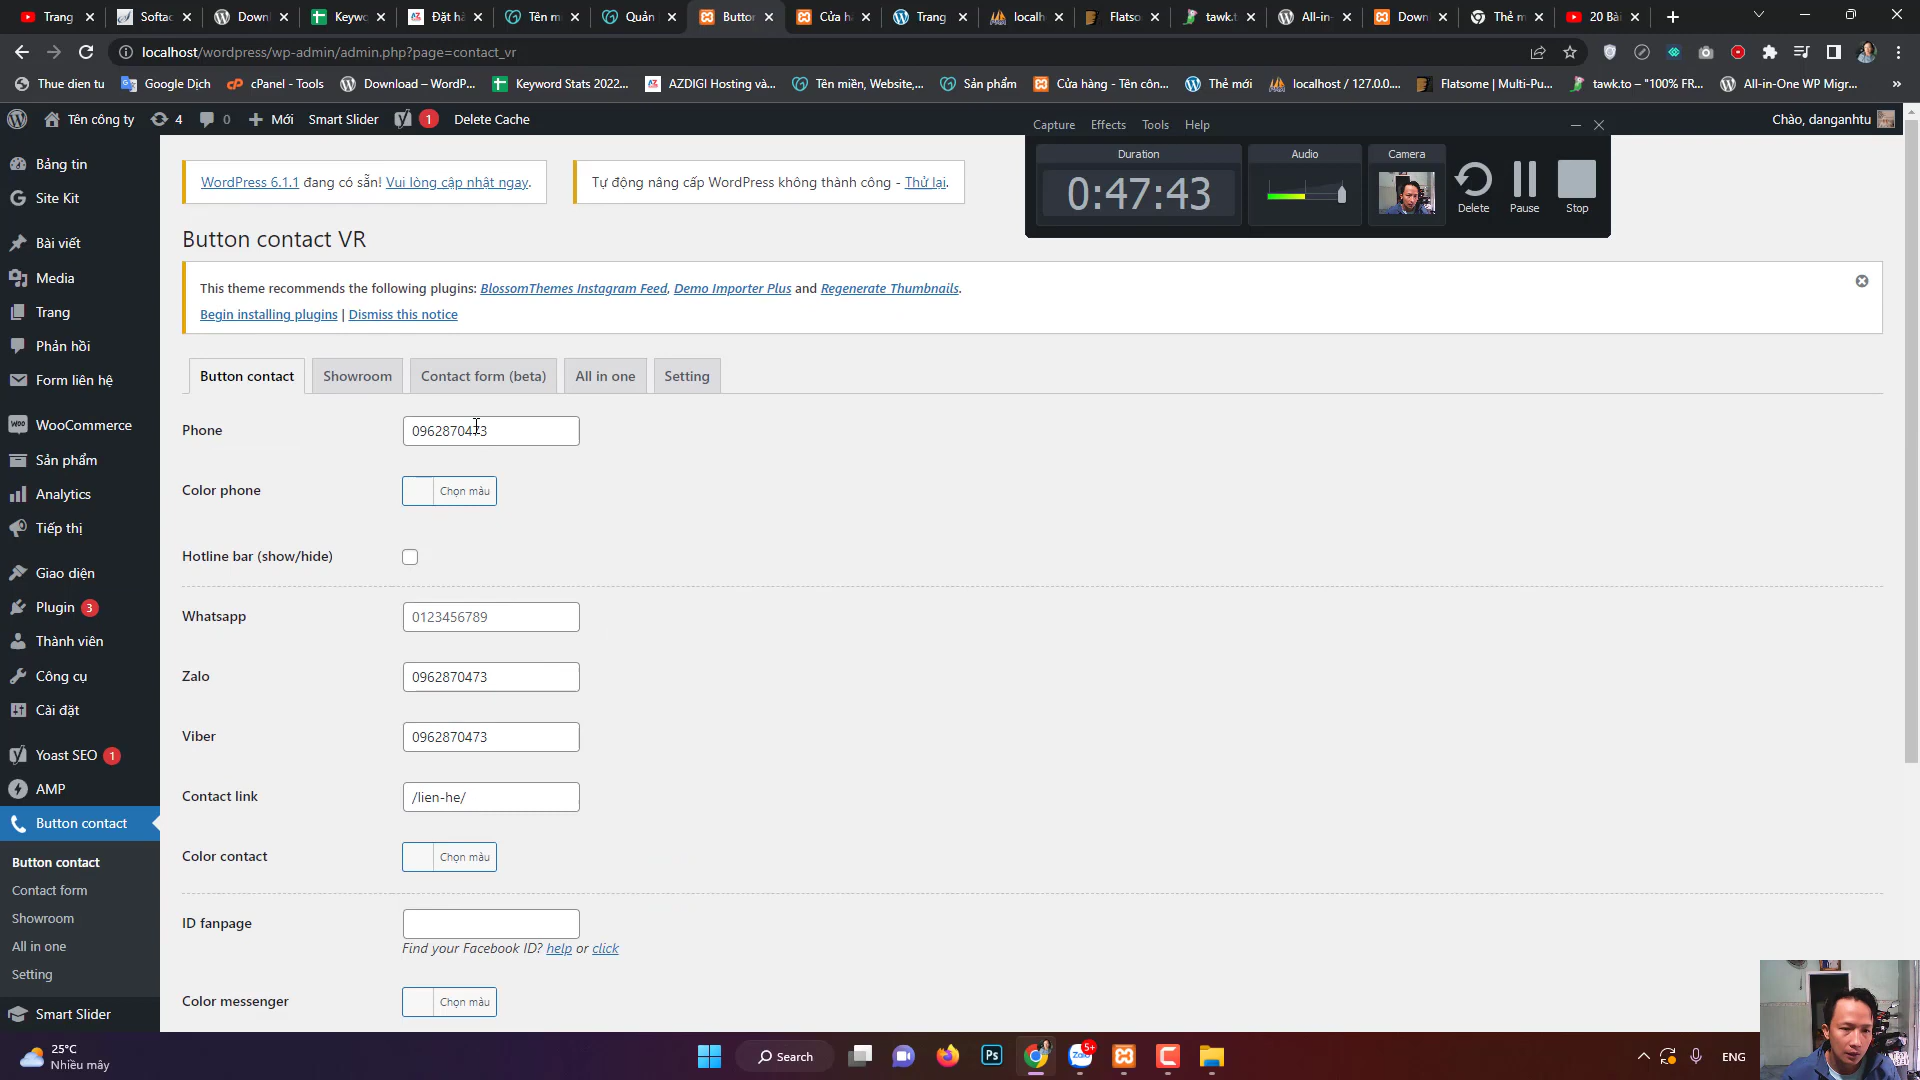 Trang
Softac
Downl
Keywo
Đặt hà
Tên m
Quản
Button
Cửa h
Trang
localh
Flatso
tawk.t
All-in-
Down
Thẻ m
20 Bài
localhost/wordpress/wp-admin/admin.php?page=contact_vr
Thue dien tu
Google Dịch
cPanel - Tools
Download – WordP...
Keyword Stats 2022...
AZDIGI Hosting và...
Tên miền, Website,...
Sản phẩm
Cửa hàng - Tên côn...
Thẻ mới
localhost / 127.0.0....
Flatsome | Multi-Pu...
tawk.to – "100% FR...
All-in-One WP Migr...
»
Tên công ty
4
0
Mới
Smart Slider
1
Delete Cache
Chào, danganhtu
Capture
Effects
Tools
Help
Duration
0:47:43
Audio
Camera
Delete
Pause
Stop
Bảng tin
Site Kit
Bài viết
Media
Trang
Phản hồi
Form liên hệ
WooCommerce
Sản phẩm
Analytics
Tiếp thị
Giao diện
Plugin 3
Thành viên
Công cụ
Cài đặt
Yoast SEO 1
AMP
Button contact
Button contact
Contact form
Showroom
All in one
Setting
Smart Slider
WordPress 6.1.1 đang có sẵn! Vui lòng cập nhật ngay.
Tự động nâng cấp WordPress không thành công - Thử lại.
Button contact VR
This theme recommends the following plugins: BlossomThemes Instagram Feed, Demo Importer Plus and Regenerate Thumbnails.
Begin installing plugins | Dismiss this notice
Button contact
Showroom
Contact form (beta)
All in one
Setting
Phone
0962870473
Color phone
Chọn màu
Hotline bar (show/hide)
Whatsapp
0123456789
Zalo
0962870473
Viber
0962870473
Contact link
/lien-he/
Color contact
Chọn màu
ID fanpage
Find your Facebook ID? help or click
Color messenger
Chọn màu
25°C
Nhiều mây
Search
Ps
5+
ENG